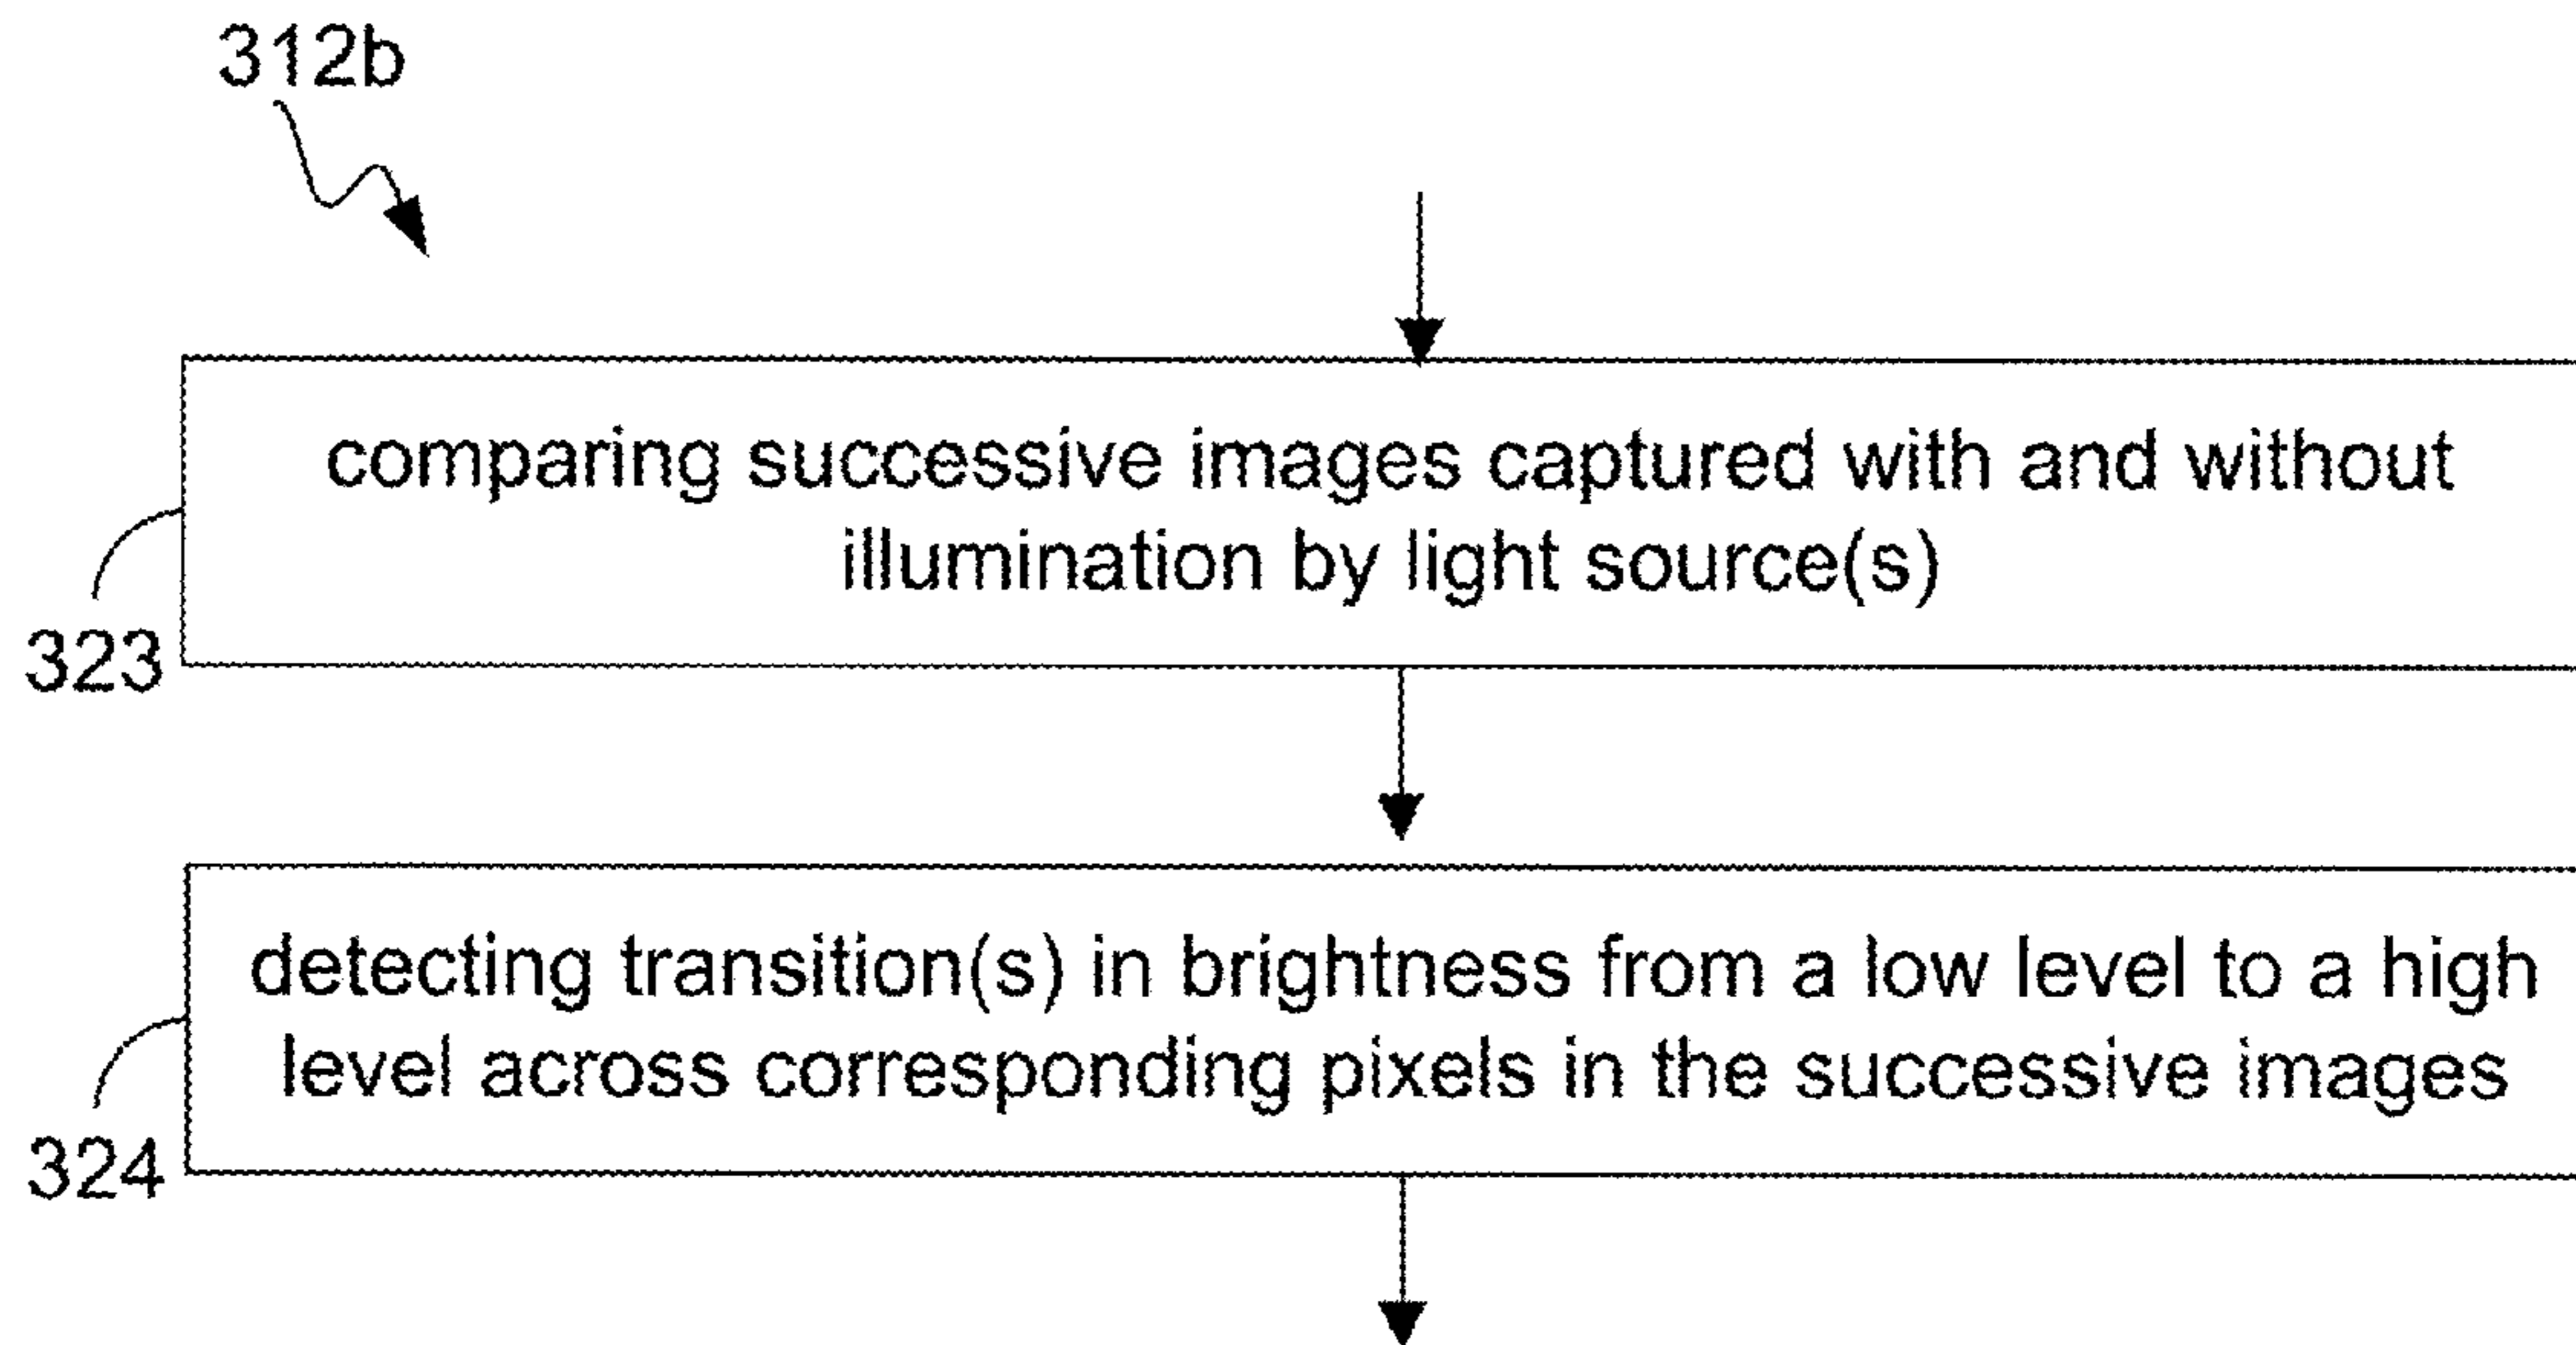 312b
comparing successive images captured with and without
illumination by light source(s)
323
detecting transition(s) in brightness from a low level to a high
level across corresponding pixels in the successive images
324